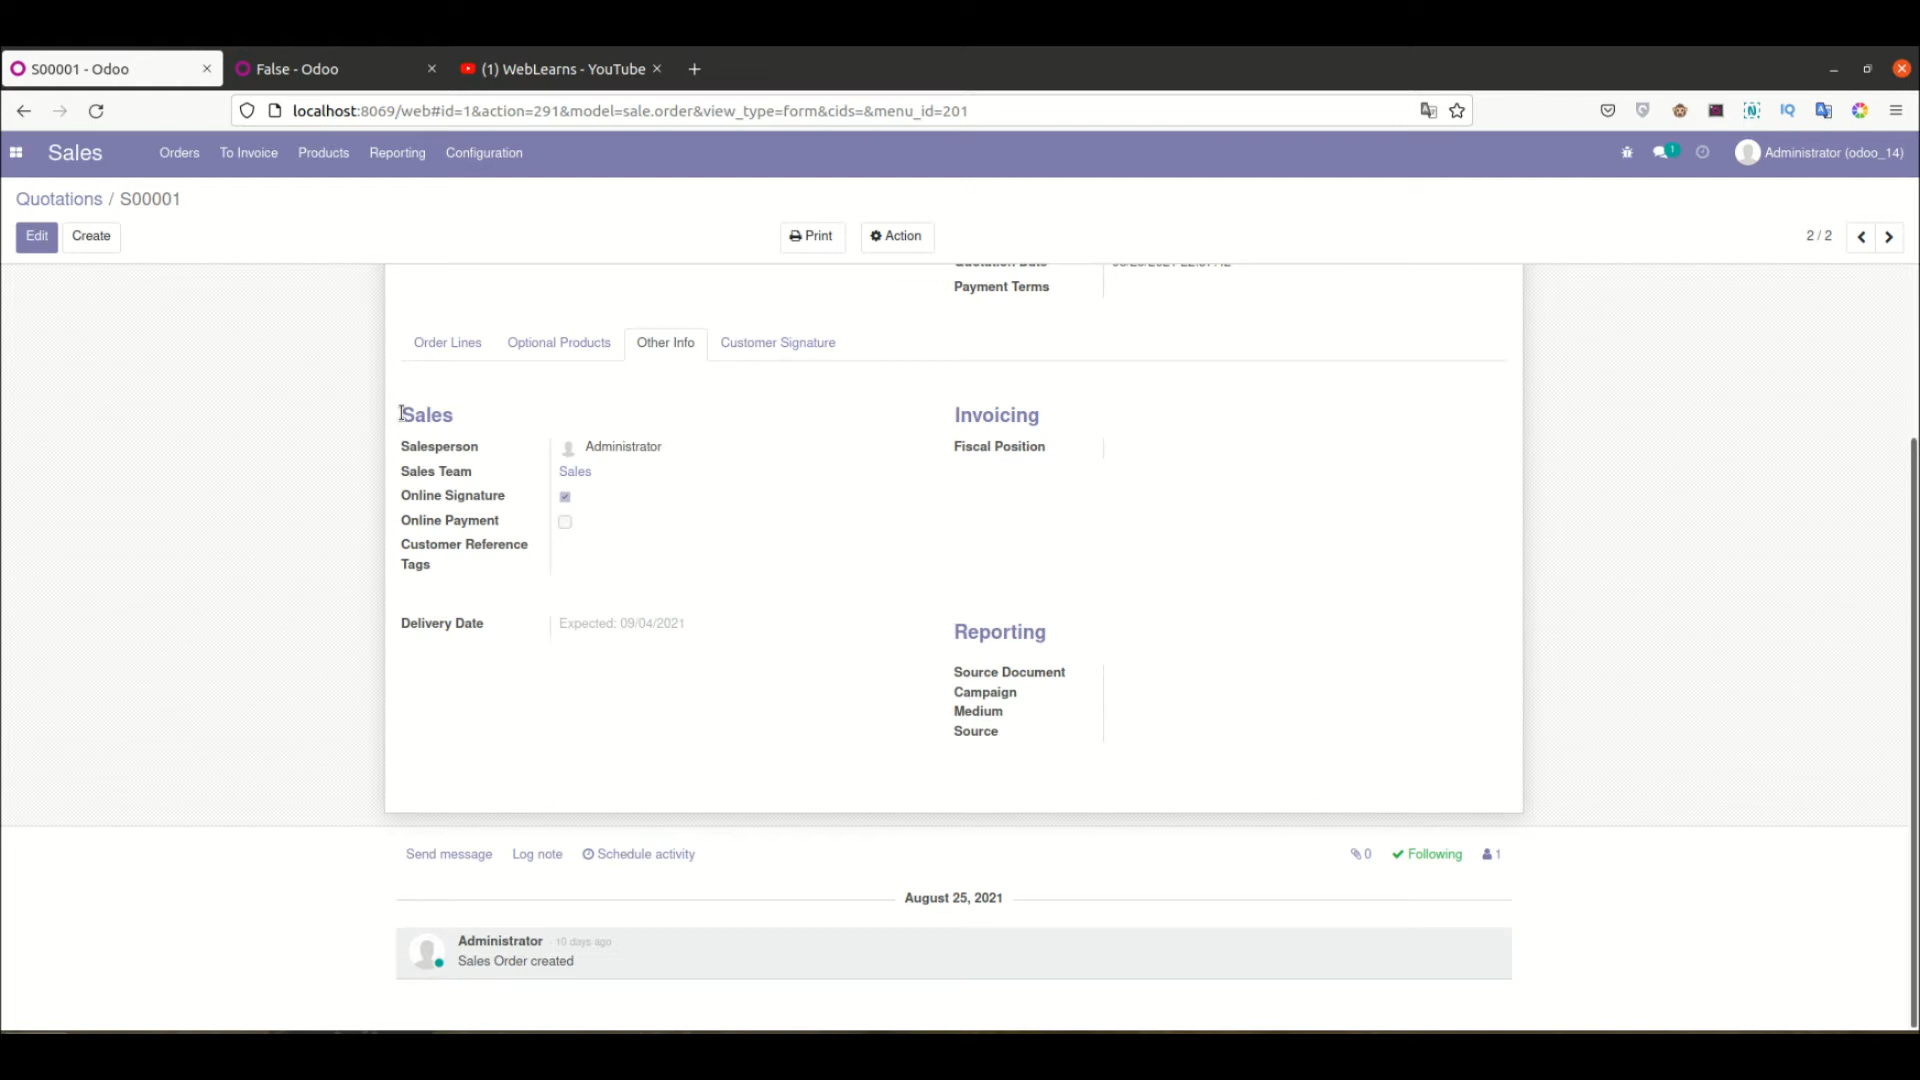 S00001 - Odoo
False - Odoo
(1) WebLearns - YouTube
localhost:8069/web#id=1&action=291&model=sale.order&view_type=form&cids=&menu_id=201
Sales Orders To Invoice Products Reporting Configuration
1
Administrator (odoo_14)
Quotations / S00001
Edit Create Print Action 2 / 2
Payment Terms
Order Lines Optional Products Other Info Customer Signature
Sales
Salesperson Administrator
Sales Team Sales
Online Signature
Online Payment
Customer Reference
Tags
Invoicing
Fiscal Position
Delivery Date Expected: 09/04/2021
Reporting
Source Document
Campaign
Medium
Source
Send message Log note Schedule activity 0 Following 1
August 25, 2021
Administrator - 10 days ago
Sales Order created